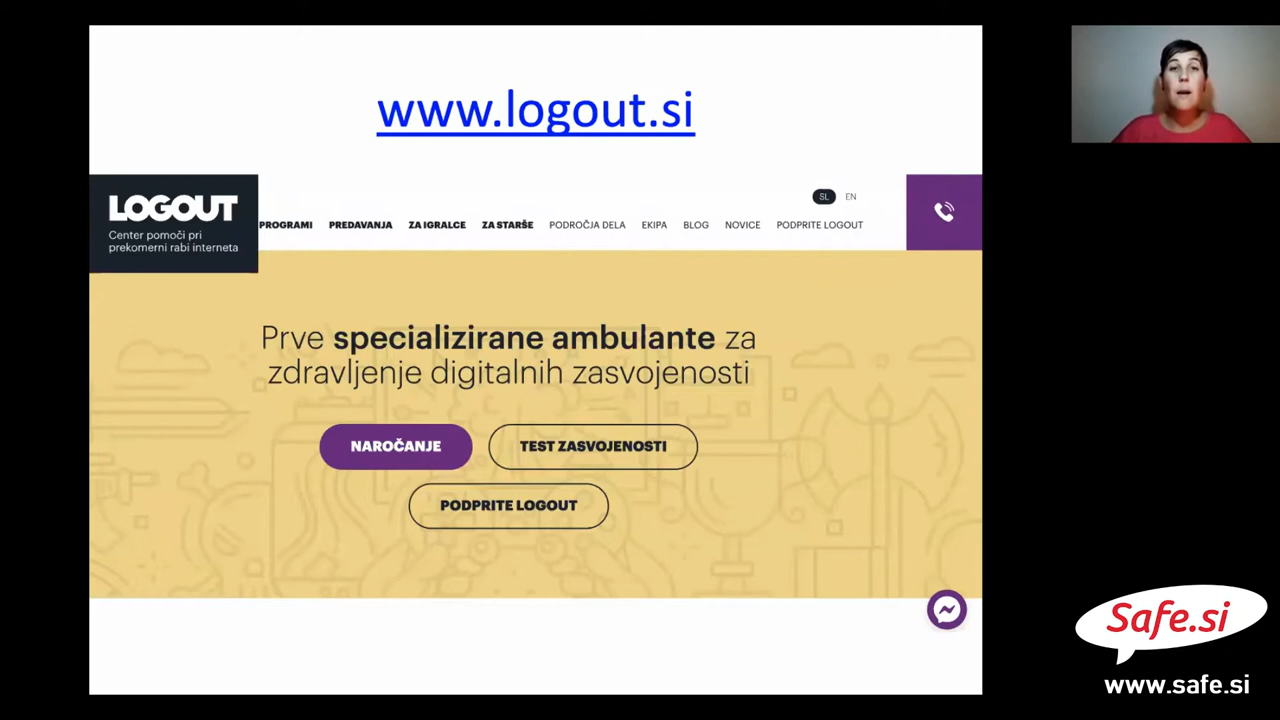 www.logout.si
LOGOUT
Center pomoči pri
prekomerni rabi interneta
SL EN
PROGRAMI PREDAVANJA ZA IGRALCE ZA STARŠE PODROČJA DELA EKIPA BLOG NOVICE PODPRITE LOGOUT
Prve specializirane ambulante za
zdravljenje digitalnih zasvojenosti
NAROČANJE TEST ZASVOJENOSTI
PODPRITE LOGOUT
Safe.si
www.safe.si